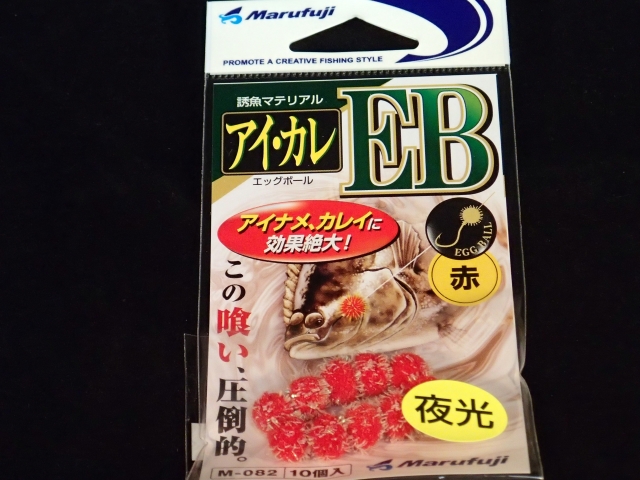 Marufuji
PROMOTE A CREATIVE FISHING STYLE
誘魚マテリアル
アイ・カレ
EB
エッグボール
アイナメ、カレイに
効果絶大!
EGG BALL
赤
この喰い、圧倒的。
夜光
M-082
10個入
Marufuji